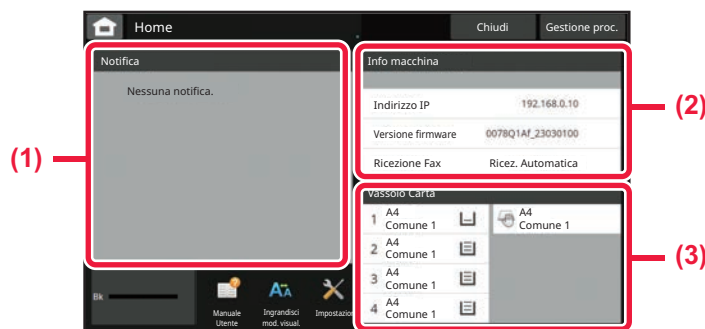 Home
Chiudi
Gestione proc.
Notifica
Nessuna notifica.
(1)
Info macchina
Indirizzo IP 192.168.0.10
Versione firmware 0078Q1Af_23030100
Ricezione Fax Ricez. Automatica
(2)
Vassolo Carta
1 A4
Comune 1
A4
Comune 1
2 A4
Comune 1
3 A4
Comune 1
4 A4
Comune 1
(3)
Bk
Manuale
Utente
Ingrandisci
mod. visual.
Impostazion